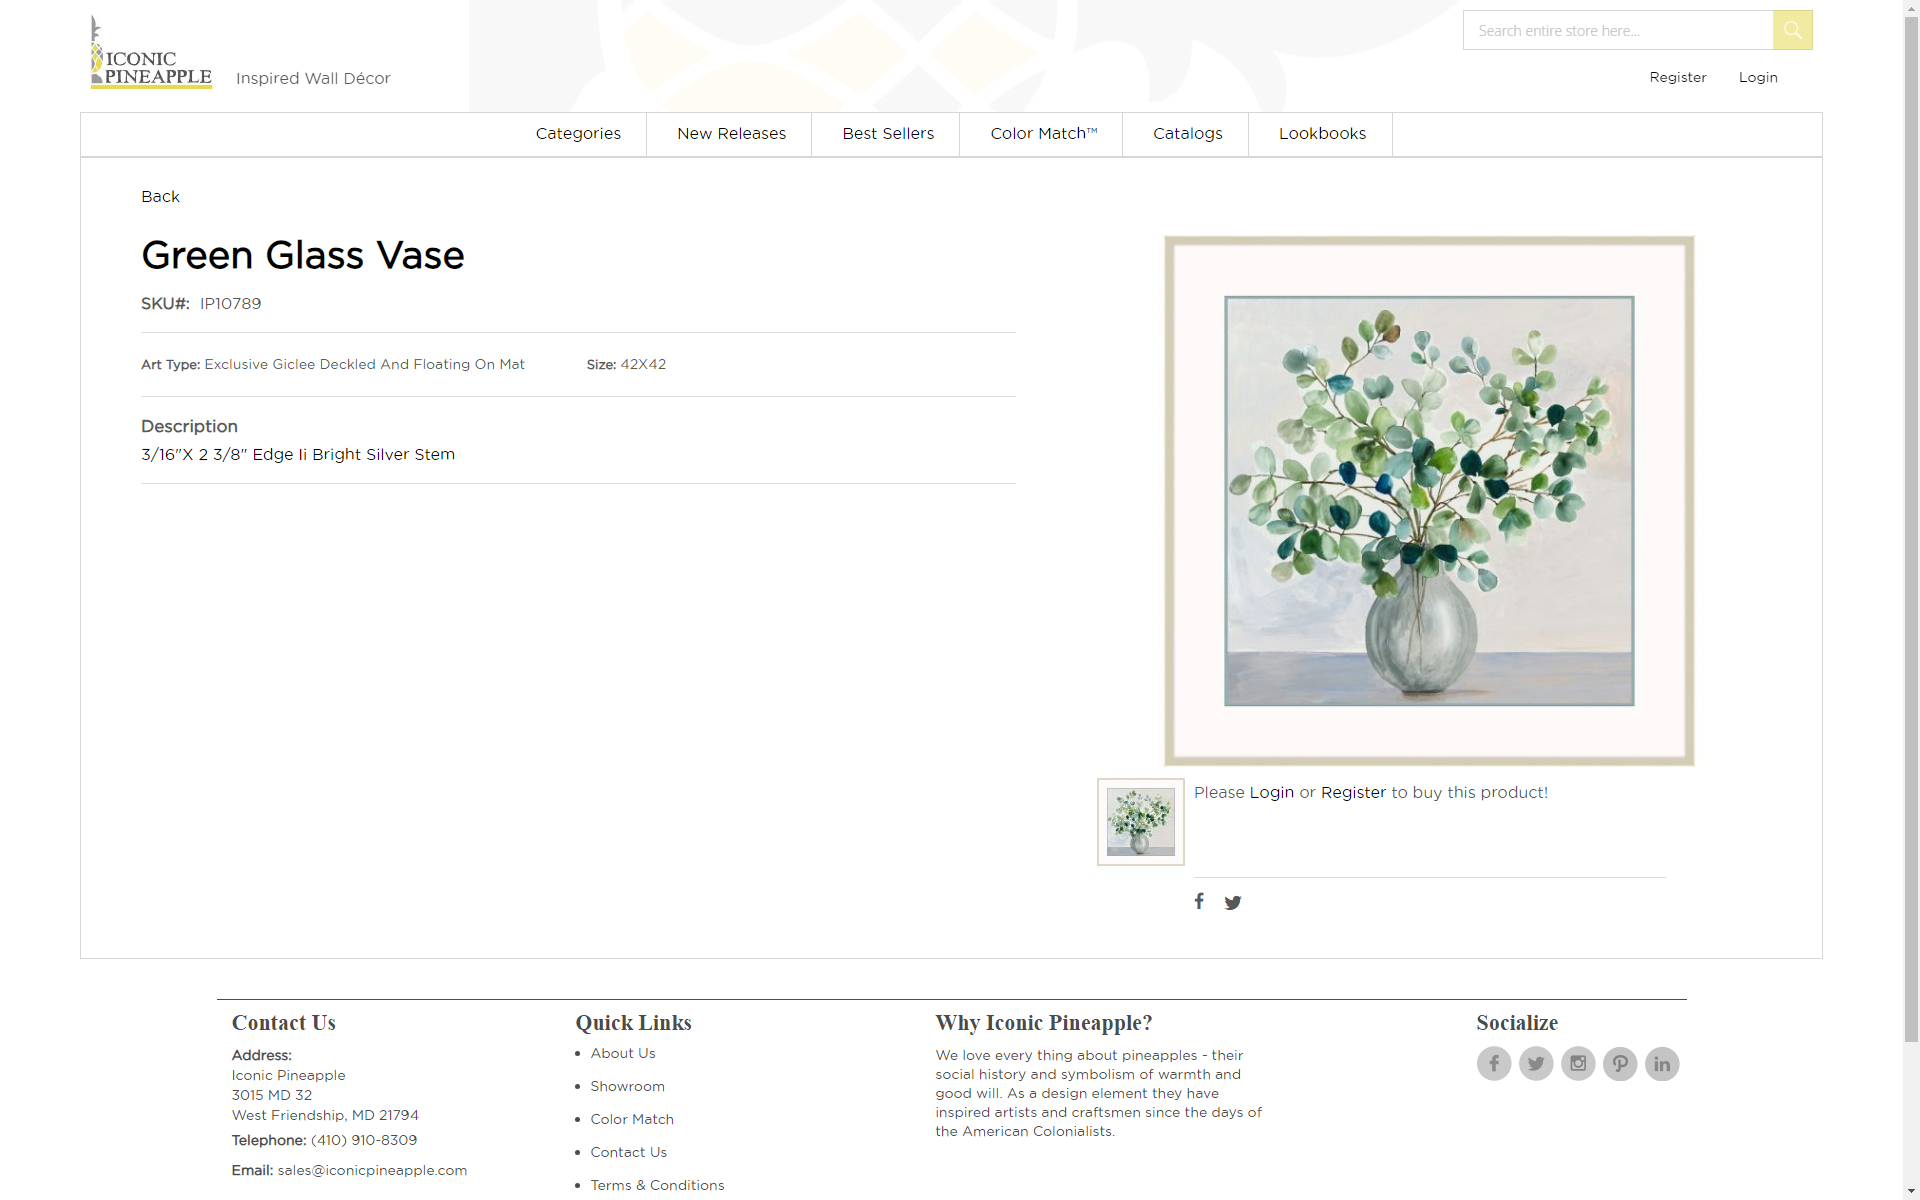 ICONIC
PINEAPPLE
Inspired Wall Décor
Search entire store here...
Register
Login
Categories
New Releases
Best Sellers
Color Match™
Catalogs
Lookbooks
Back
Green Glass Vase
SKU#: IP10789
Art Type: Exclusive Giclee Deckled And Floating On Mat
Size: 42X42
Description
3/16"X 2 3/8" Edge Ii Bright Silver Stem
Please Login or Register to buy this product!
Contact Us
Address:
Iconic Pineapple
3015 MD 32
West Friendship, MD 21794
Telephone: (410) 910-8309
Email: sales@iconicpineapple.com
Quick Links
About Us
Showroom
Color Match
Contact Us
Terms & Conditions
Why Iconic Pineapple?
We love every thing about pineapples - their
social history and symbolism of warmth and
good will. As a design element they have
inspired artists and craftsmen since the days of
the American Colonialists.
Socialize